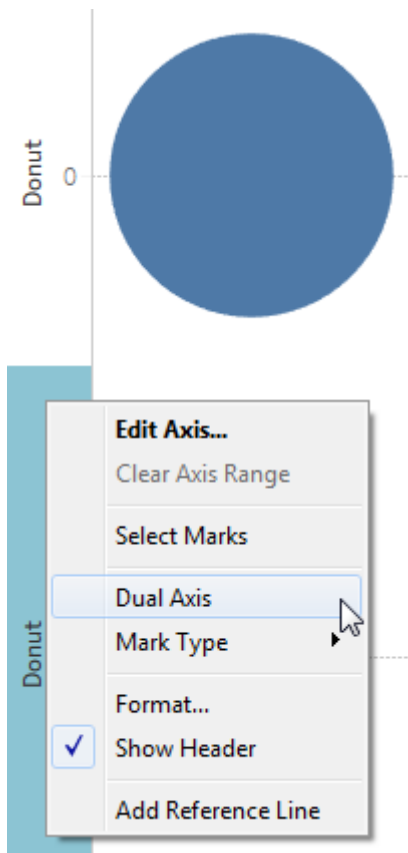 Donut
0
Edit Axis...
Clear Axis Range
Select Marks
Dual Axis
Mark Type
Format...
Show Header
Add Reference Line
Donut